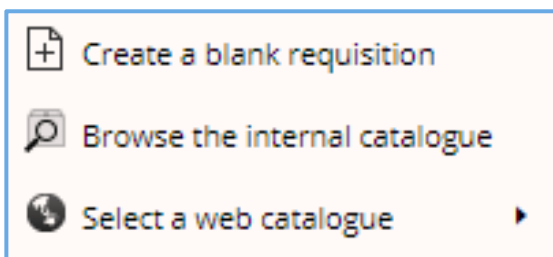 Create a blank requisition
Browse the internal catalogue
Select a web catalogue